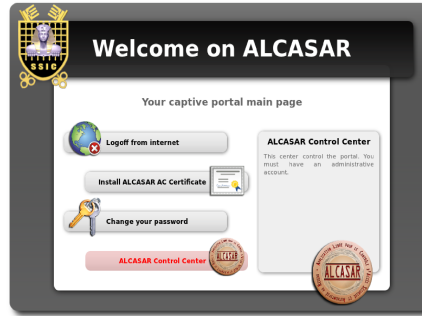 Welcome on ALCASAR
SSIC
Your captive portal main page
Logoff from internet
Install ALCASAR AC Certificate
Change your password
ALCASAR Control Center
ALCASAR
ALCASAR Control Center
This center control the portal. You
must have an administrative
account.
ALCASAR